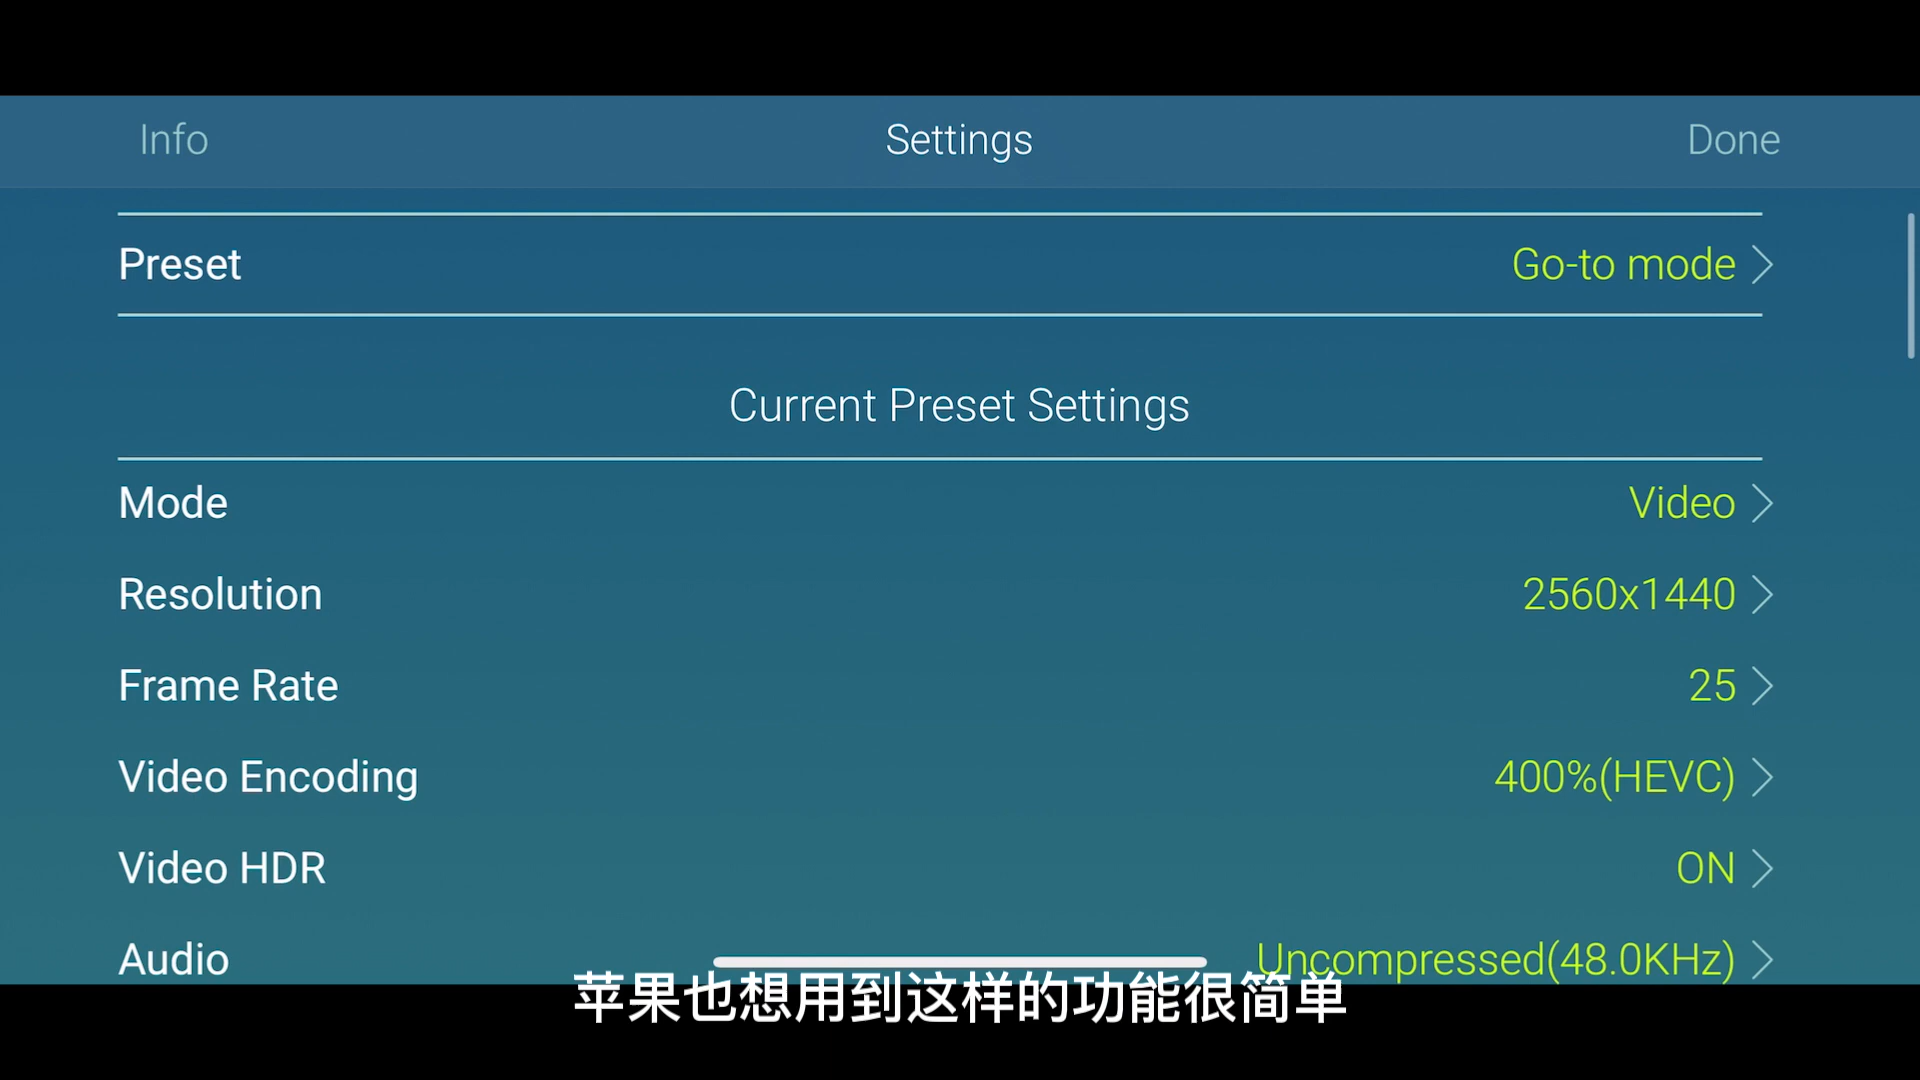 Info Settings Done
Preset Go-to mode
Current Preset Settings
Mode Video
Resolution 2560x1440
Frame Rate 25
Video Encoding 400%(HEVC)
Video HDR ON
Audio Uncompressed(48.0KHz)
苹果也想用到这样的功能很简单